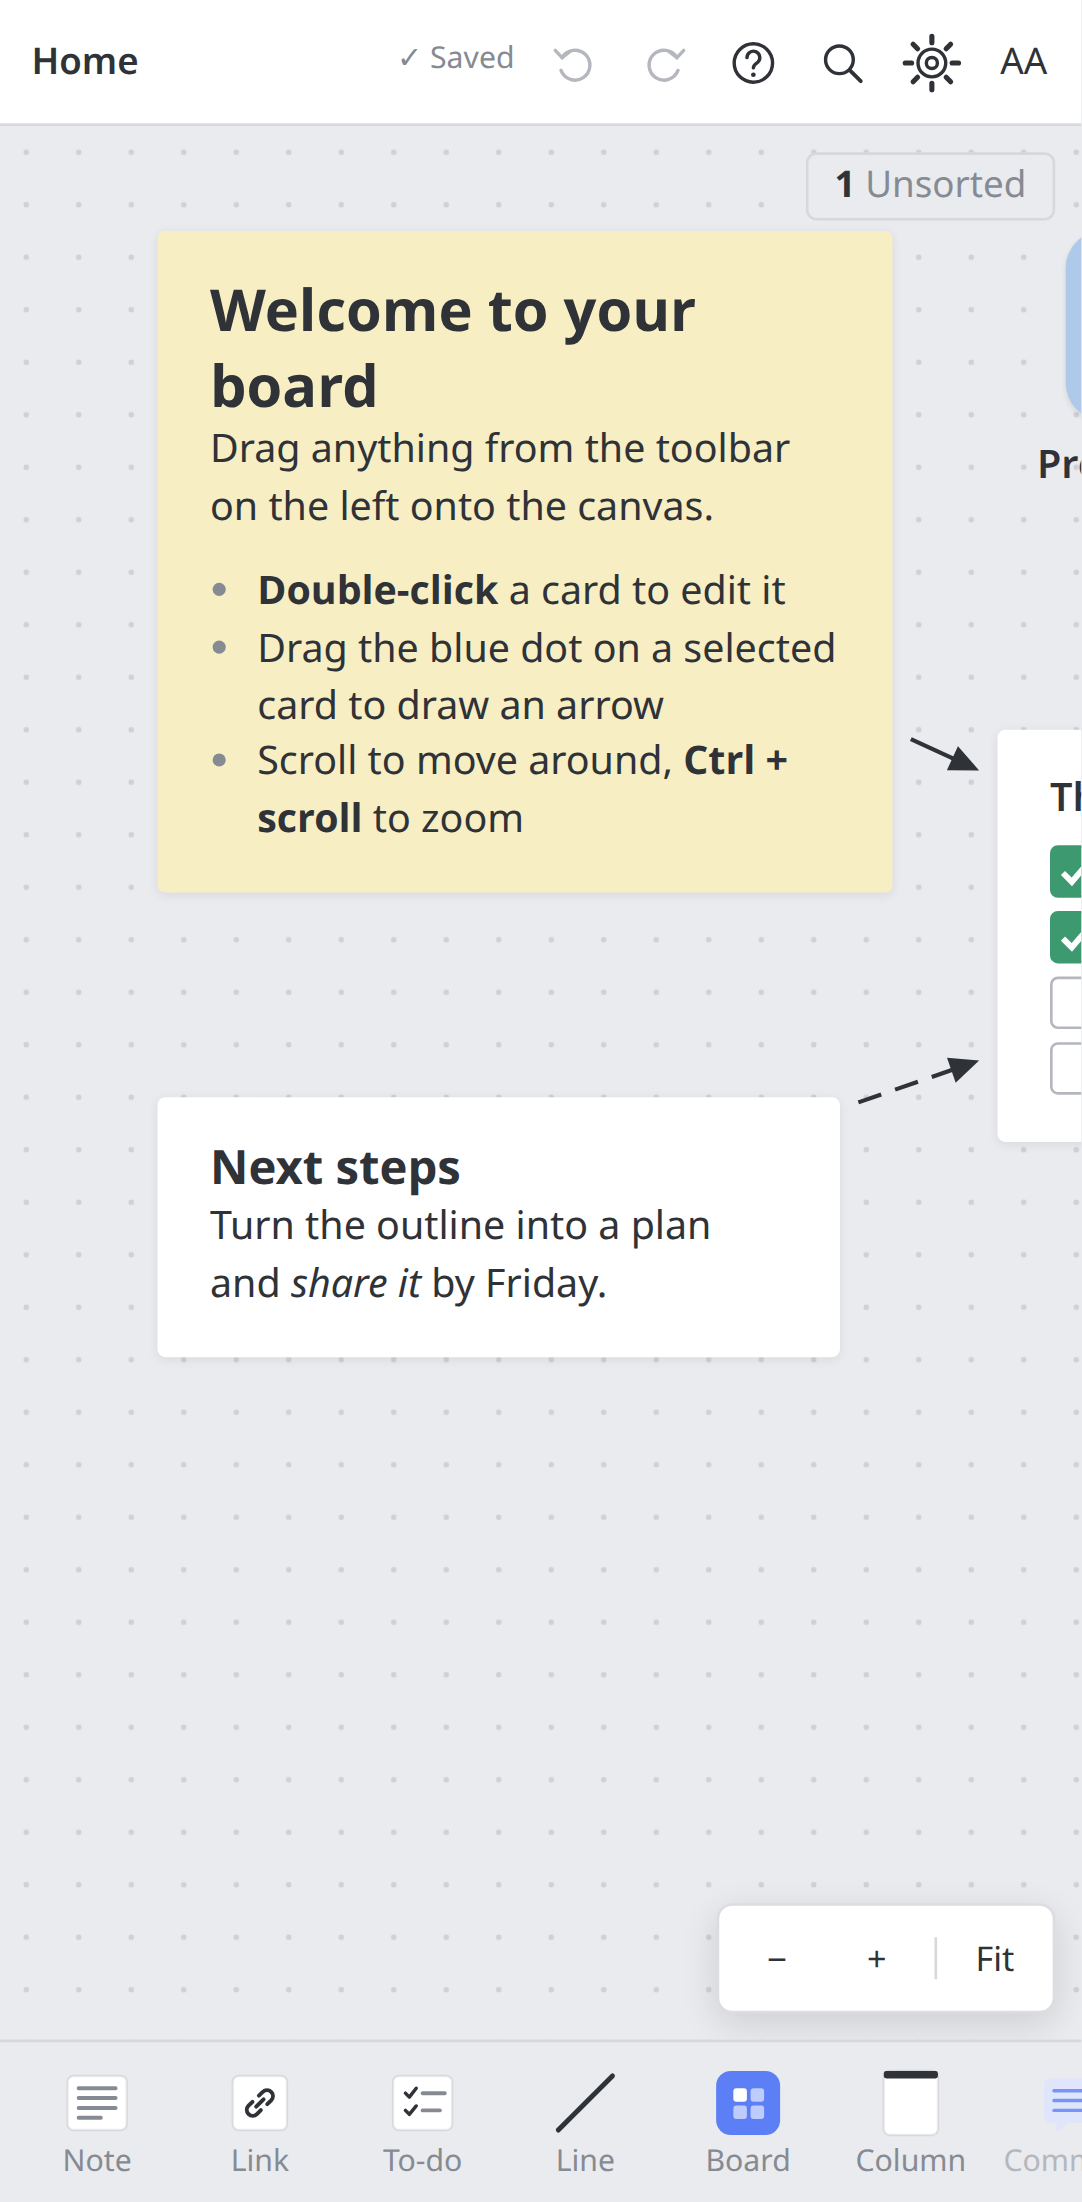 Home
✓ Saved
AA
1 Unsorted
Welcome to your
board
Drag anything from the toolbar
on the left onto the canvas.
Double-click a card to edit it
Drag the blue dot on a selected
card to draw an arrow
Scroll to move around, Ctrl +
scroll to zoom
Next steps
Turn the outline into a plan
and share it by Friday.
− + Fit
Note
Link
To-do
Line
Board
Column